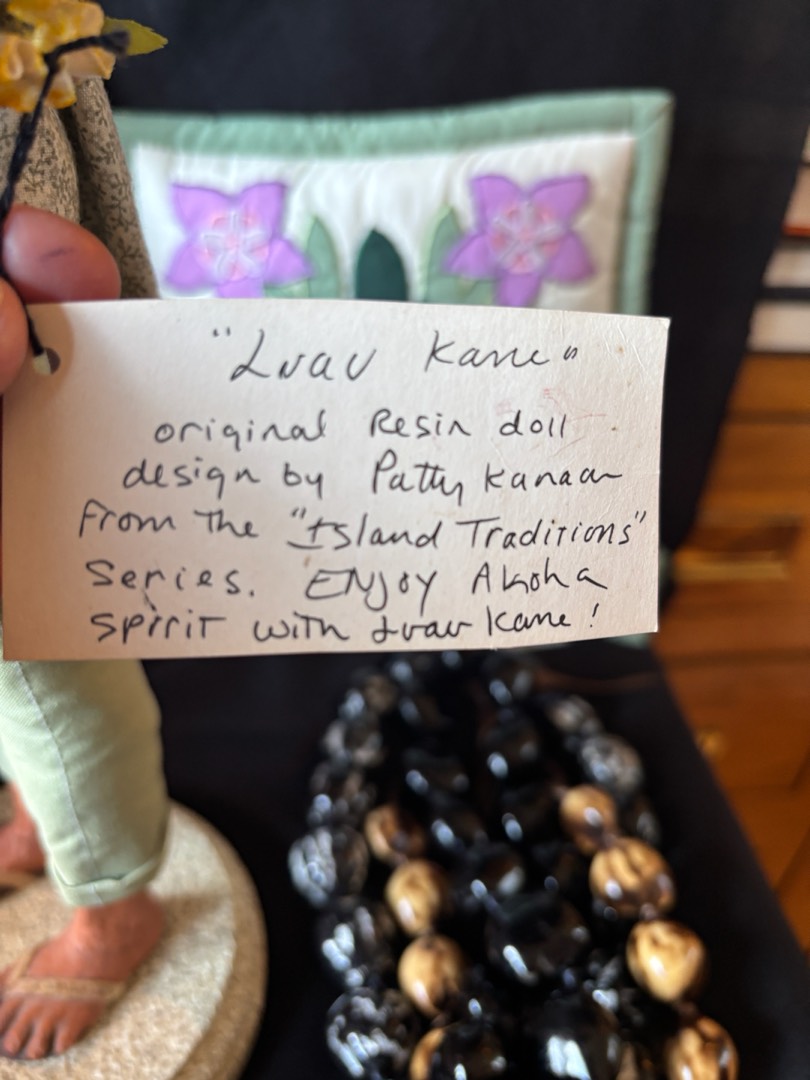 "Luau Kane"
original Resin doll
design by Patty Kanaar
From The "Island Traditions"
Series. ENJOY Aloha
Spirit with Luau Kane!